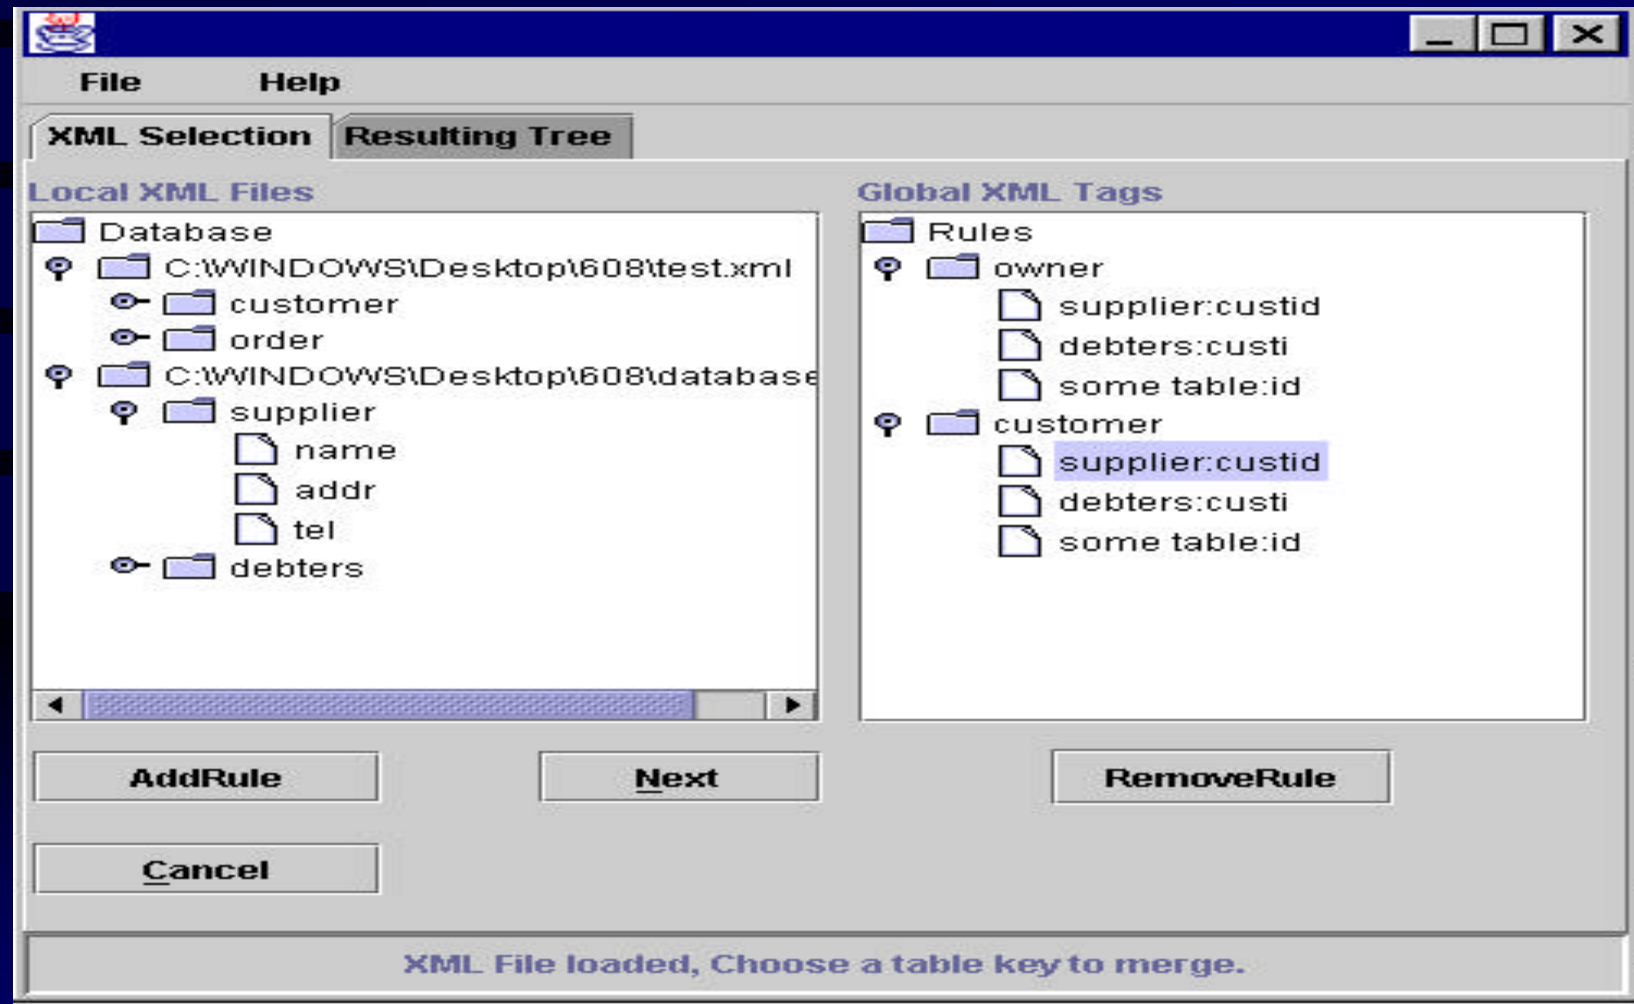 File Help
XML Selection Resulting Tree
Local XML Files
Database
C:\WINDOWS\Desktop\608\test.xml
customer
order
C:\WINDOWS\Desktop\608\database
supplier
name
addr
tel
debters
Global XML Tags
Rules
owner
supplier:custid
debters:custi
some table:id
customer
supplier:custid
debters:custi
some table:id
AddRule Next RemoveRule
Cancel
XML File loaded, Choose a table key to merge.